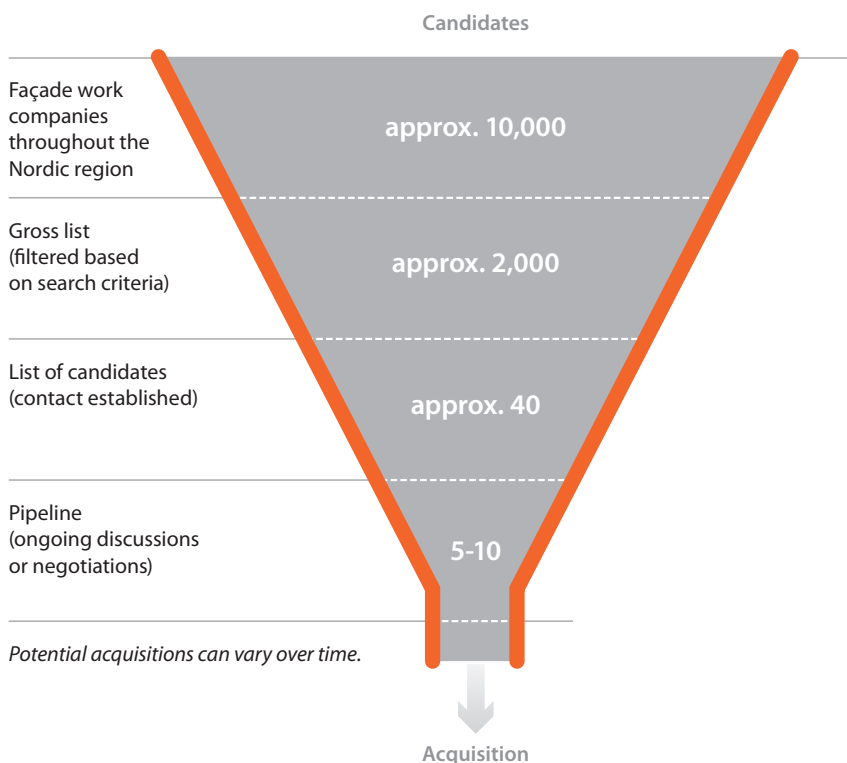 Candidates
Façade work
companies
throughout the
Nordic region
approx. 10,000
Gross list
(filtered based
on search criteria)
approx. 2,000
List of candidates
(contact established)
approx. 40
Pipeline
(ongoing discussions
or negotiations)
5-10
Potential acquisitions can vary over time.
Acquisition